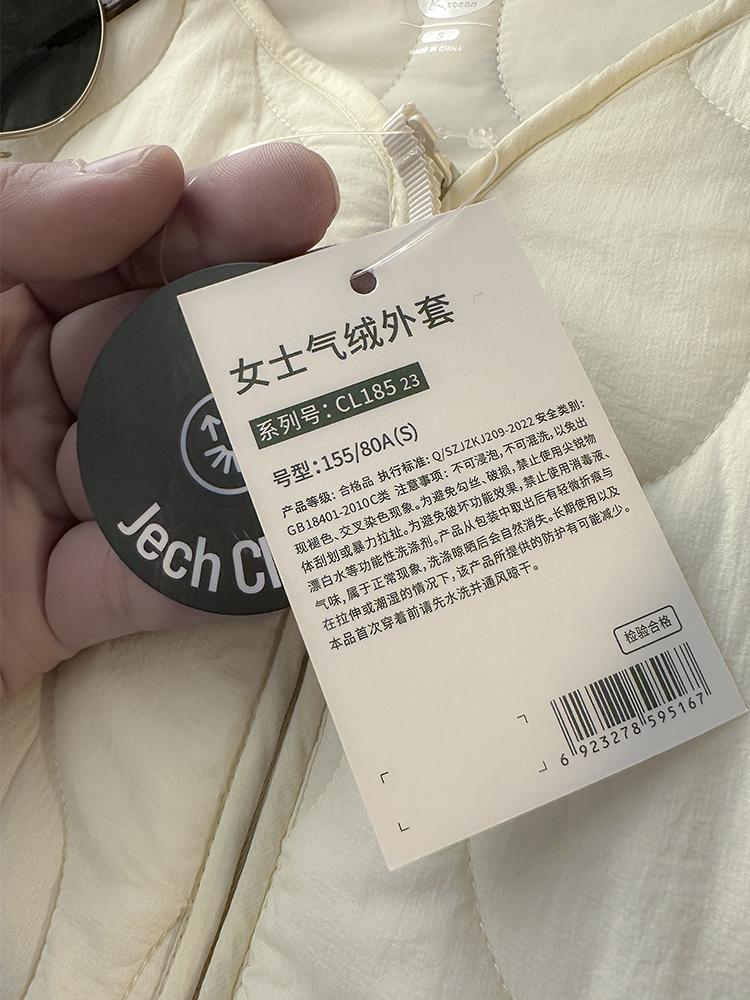 S
MADE IN CHINA
女士气绒外套
系列号：CL185 23
号型：155/80A(S)
产品等级：合格品 执行标准：Q/SZJZKJ209-2022 安全类别：
GB18401-2010C类 注意事项：不可浸泡，不可混洗，以免出
现褪色、交叉染色现象。为避免勾丝、破损，禁止使用尖锐物
体刮划或暴力拉扯。为避免破坏功能效果，禁止使用消毒液、
漂白水等功能性洗涤剂。产品从包装中取出后有轻微折痕与
气味，属于正常现象，洗涤晾晒后会自然消失。长期使用以及
在拉伸或潮湿的情况下，该产品所提供的防护有可能减少。
本品首次穿着前请先水洗并通风晾干。
检验合格
6 923278 595167
Jech